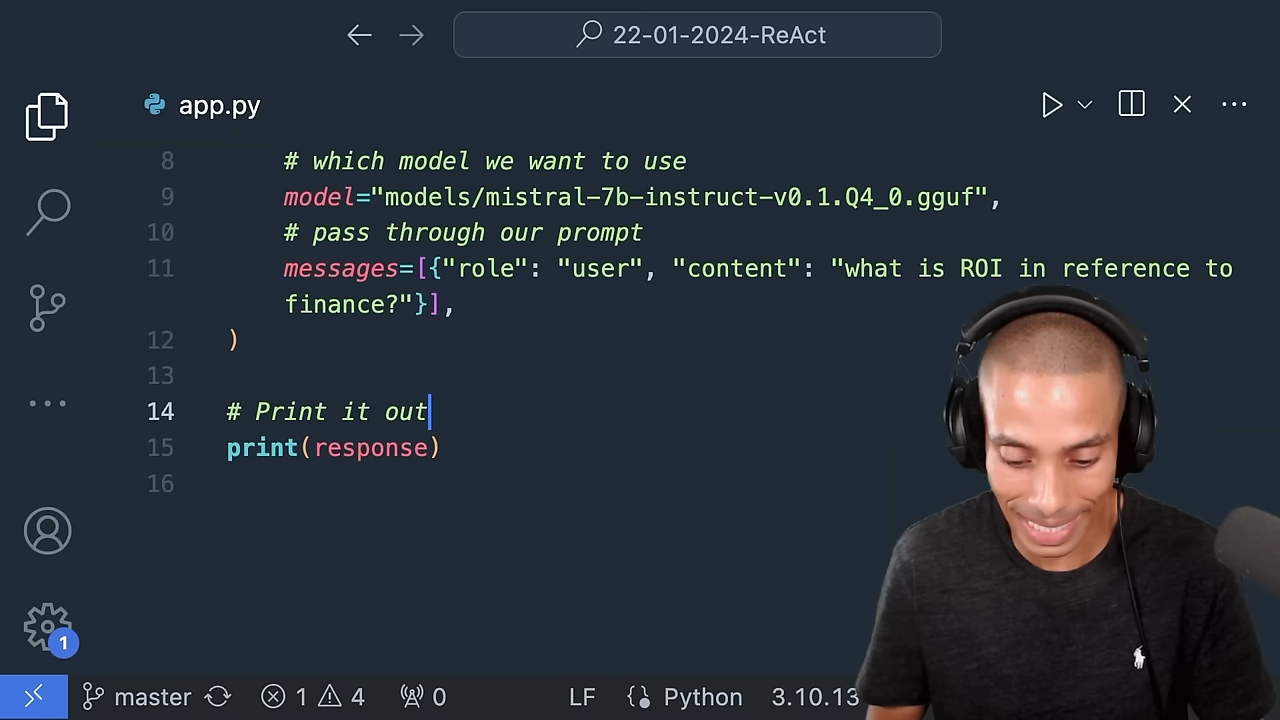 22-01-2024-ReAct
app.py
8 # which model we want to use
9 model="models/mistral-7b-instruct-v0.1.Q4_0.gguf",
10 # pass through our prompt
11 messages=[{"role": "user", "content": "what is ROI in reference to
finance?"}],
12 )
13
14 # Print it out
15 print(response)
16
1
master 1 4 0 LF Python 3.10.13